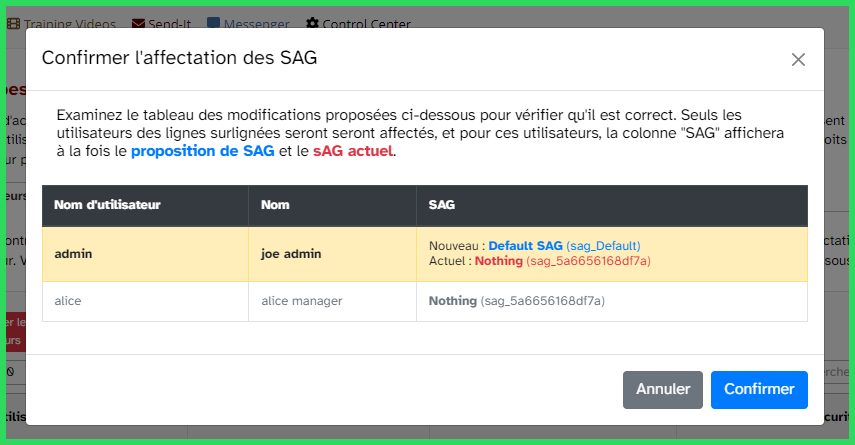 Training Videos Send-It Messenger Control Center
Confirmer l'affectation des SAG
Examinez le tableau des modifications proposées ci-dessous pour vérifier qu'il est correct. Seuls les
utilisateurs des lignes surlignées seront seront affectés, et pour ces utilisateurs, la colonne "SAG" affichera
à la fois le proposition de SAG et le sAG actuel.
Nom d'utilisateur Nom SAG
admin joe admin Nouveau : Default SAG (sag_Default)
Actuel : Nothing (sag_5a6656168df7a)
alice alice manager Nothing (sag_5a6656168df7a)
Annuler Confirmer